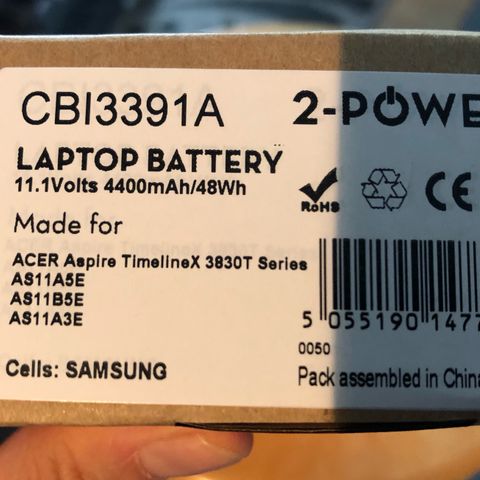 CBI3391A 2-POWE
LAPTOP BATTERY
11.1Volts 4400mAh/48Wh
RoHS
CE
Made for
ACER Aspire TimelineX 3830T Series
AS11A5E
AS11B5E
AS11A3E
5 055190 1477
0050
Cells: SAMSUNG
Pack assembled in China